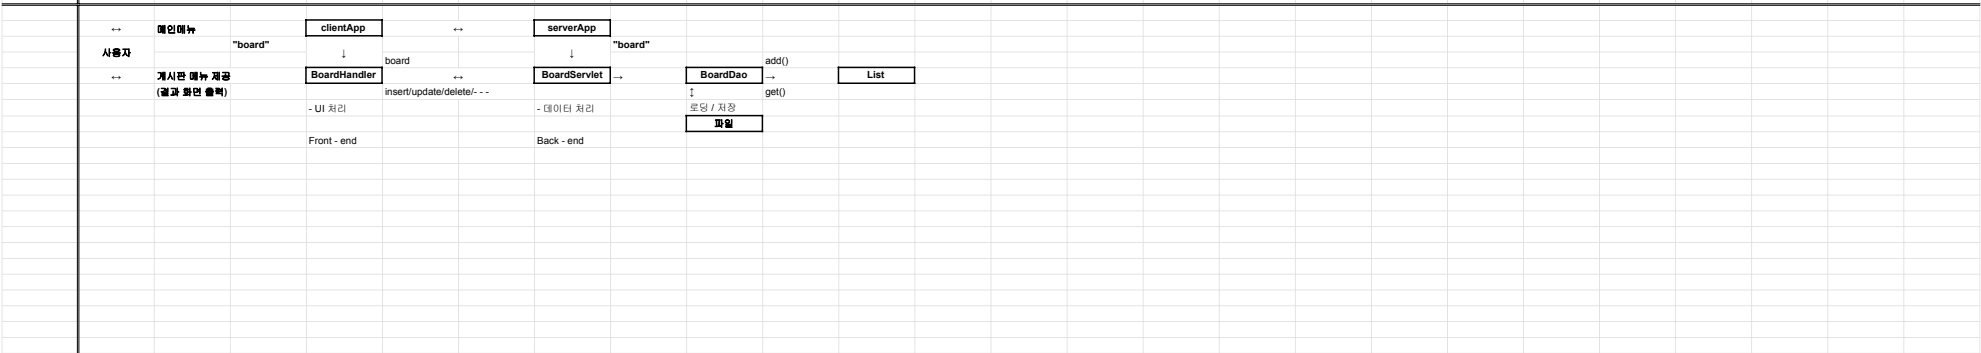 ↔ 메인메뉴 clientApp ↔ serverApp
"board" "board"
사용자 ↓ ↓
board add()
↔ 게시판 메뉴 제공 BoardHandler ↔ BoardServlet → BoardDao → List
(결과 화면 출력) insert/update/delete/- - - ↕ get()
- UI 처리 - 데이터 처리 로딩 / 저장
파일
Front - end Back - end